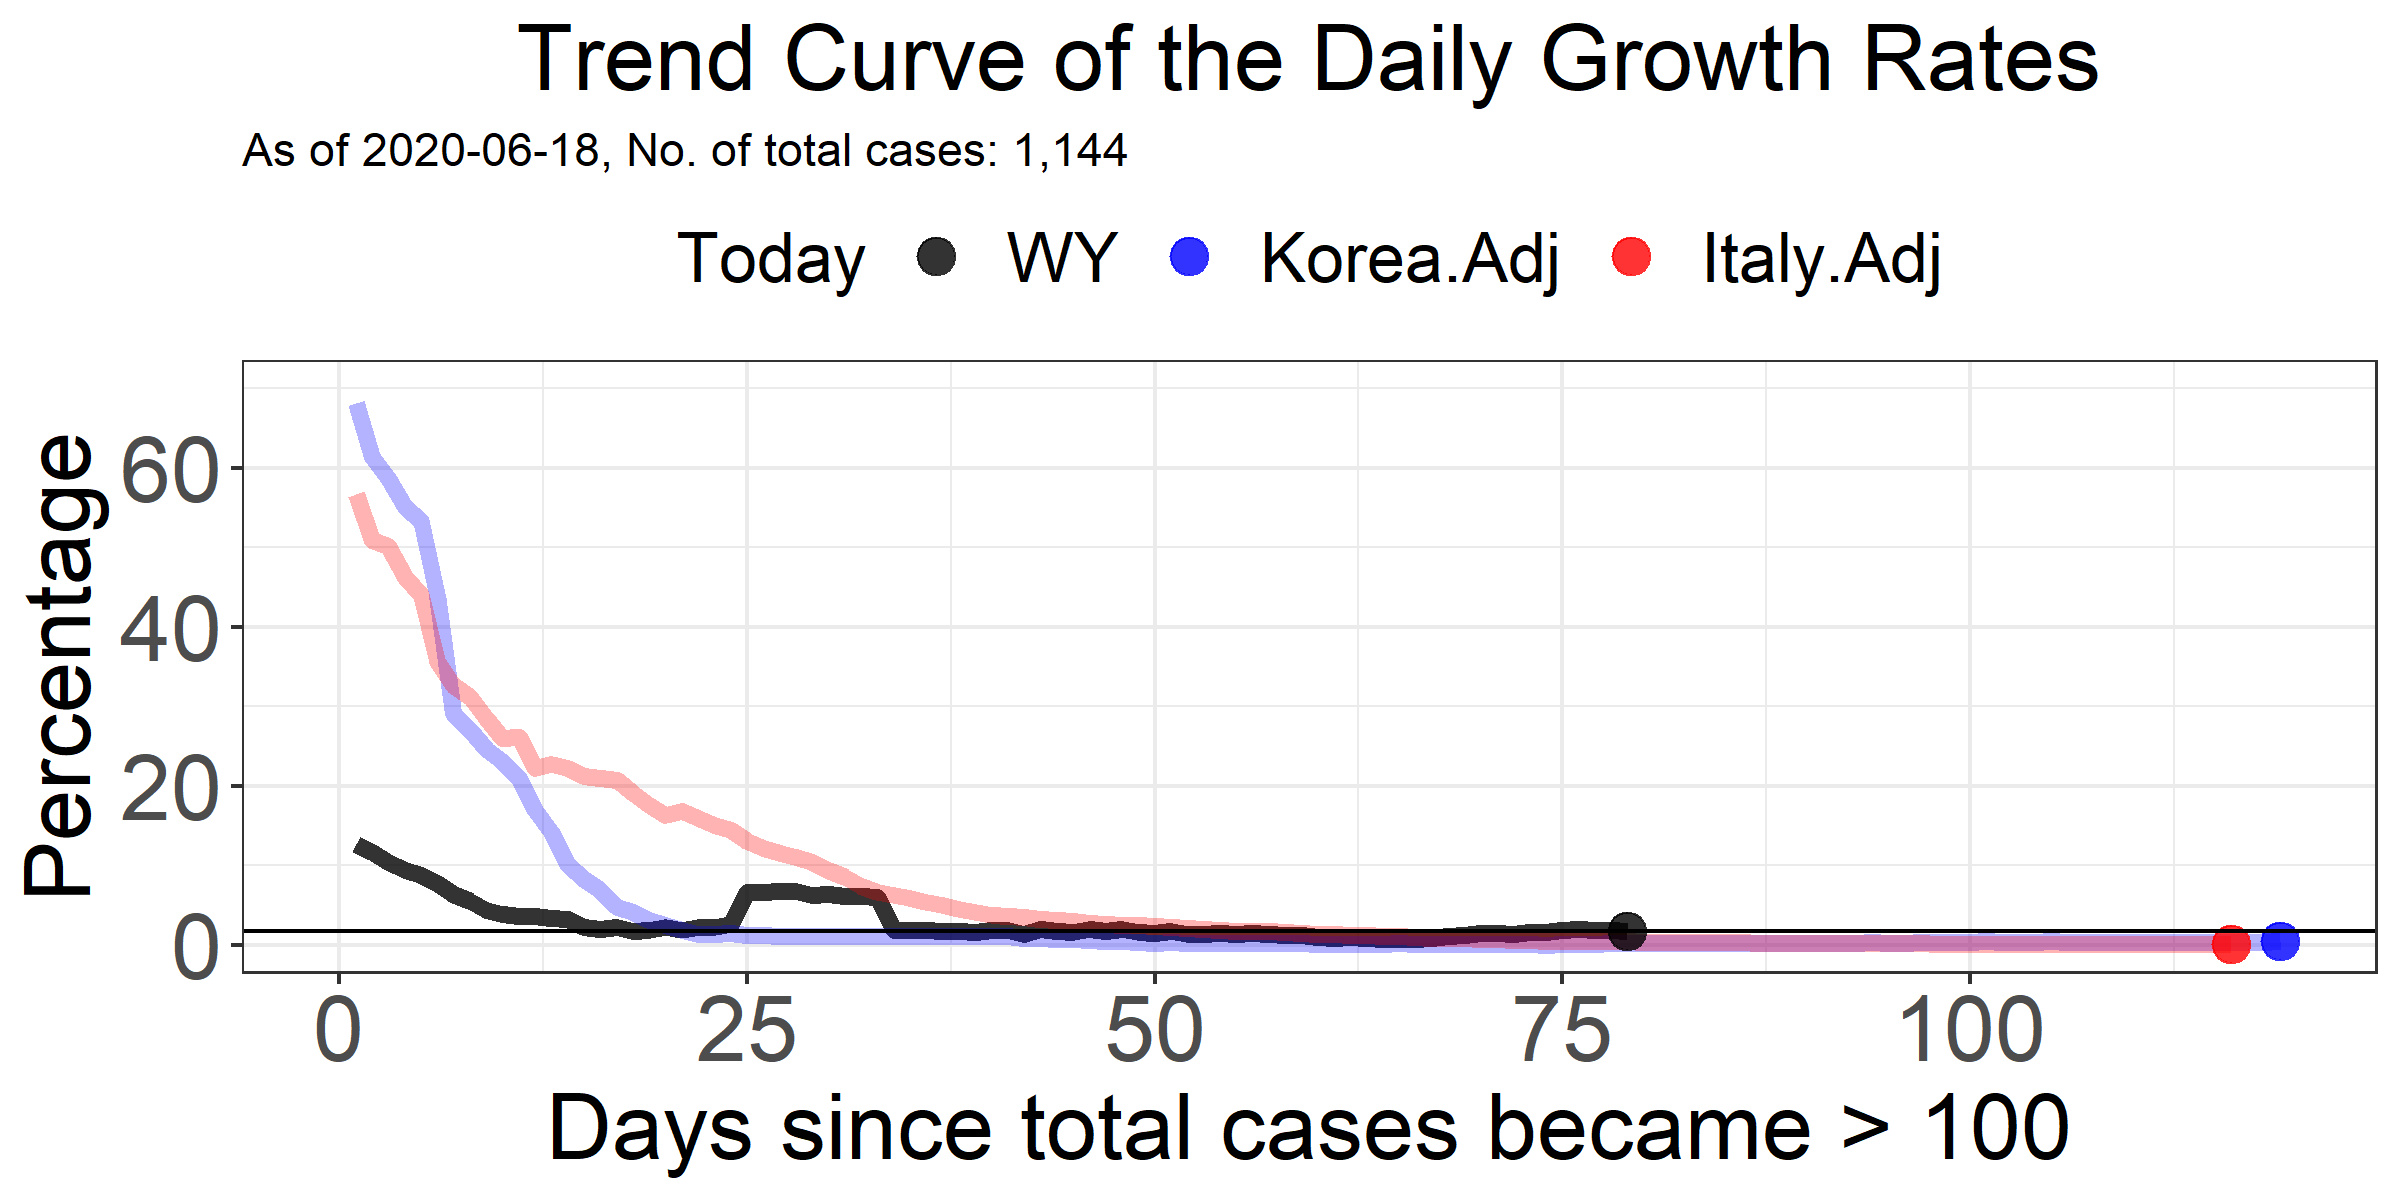 Trend Curve of the Daily Growth Rates
As of 2020-06-18, No. of total cases: 1,144
Today WY Korea.Adj Italy.Adj
Percentage
60
40
20
0
0 25 50 75 100
Days since total cases became > 100